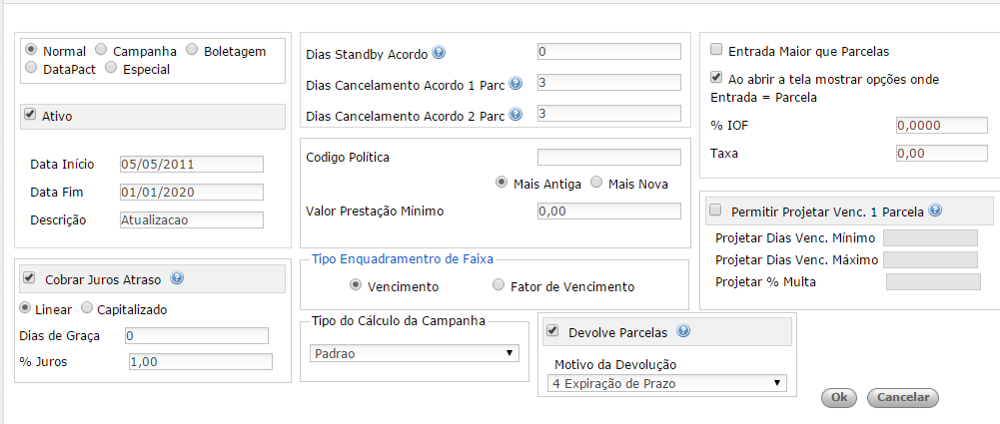 Normal Campanha Boletagem
DataPact Especial
Ativo
Data Início 05/05/2011
Data Fim 01/01/2020
Descrição Atualizacao
Cobrar Juros Atraso ?
Linear Capitalizado
Dias de Graça 0
% Juros 1,00
Dias Standby Acordo ? 0
Dias Cancelamento Acordo 1 Parc ? 3
Dias Cancelamento Acordo 2 Parc ? 3
Codigo Política
Mais Antiga Mais Nova
Valor Prestação Mínimo 0,00
Tipo Enquadramentro de Faixa
Vencimento Fator de Vencimento
Tipo do Cálculo da Campanha
Padrao
Devolve Parcelas ?
Motivo da Devolução
4 Expiração de Prazo
Entrada Maior que Parcelas
Ao abrir a tela mostrar opções onde
Entrada = Parcela
% IOF 0,0000
Taxa 0,00
Permitir Projetar Venc. 1 Parcela ?
Projetar Dias Venc. Mínimo
Projetar Dias Venc. Máximo
Projetar % Multa
Ok Cancelar